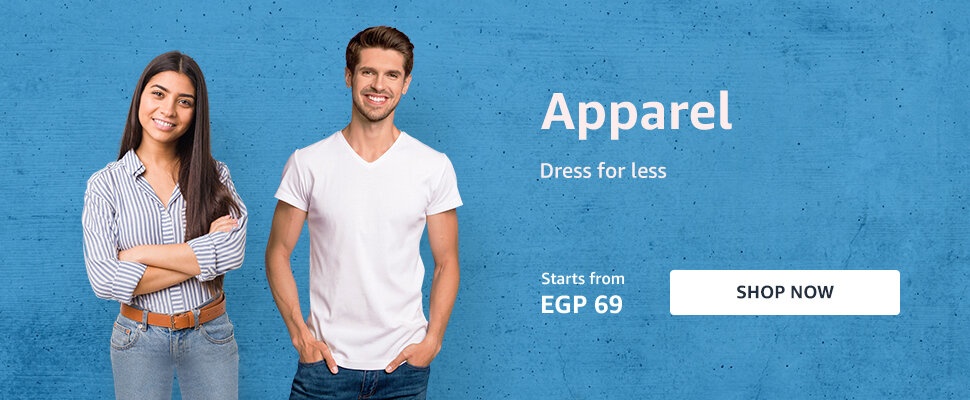 Apparel
Dress for less
Starts from
EGP 69
SHOP NOW